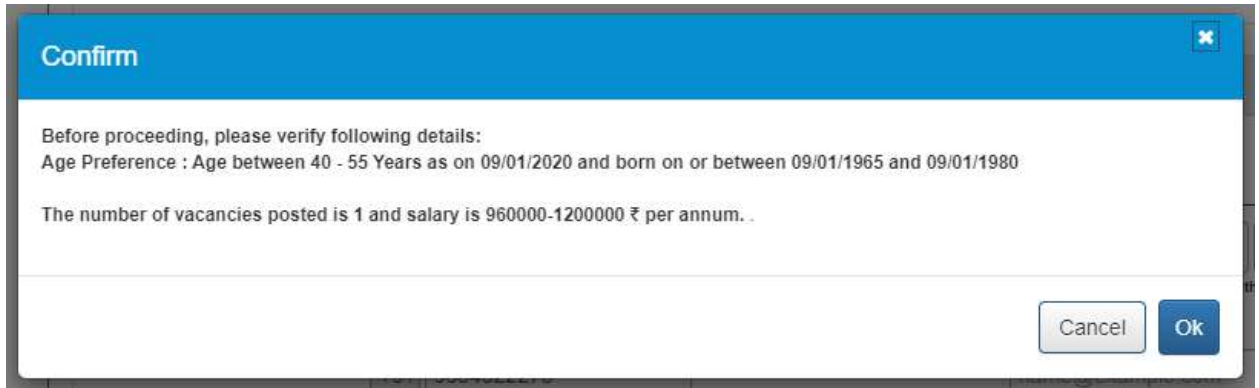 Confirm
Before proceeding, please verify following details:
Age Preference : Age between 40 - 55 Years as on 09/01/2020 and born on or between 09/01/1965 and 09/01/1980
The number of vacancies posted is 1 and salary is 960000-1200000 ₹ per annum. .
Cancel
Ok